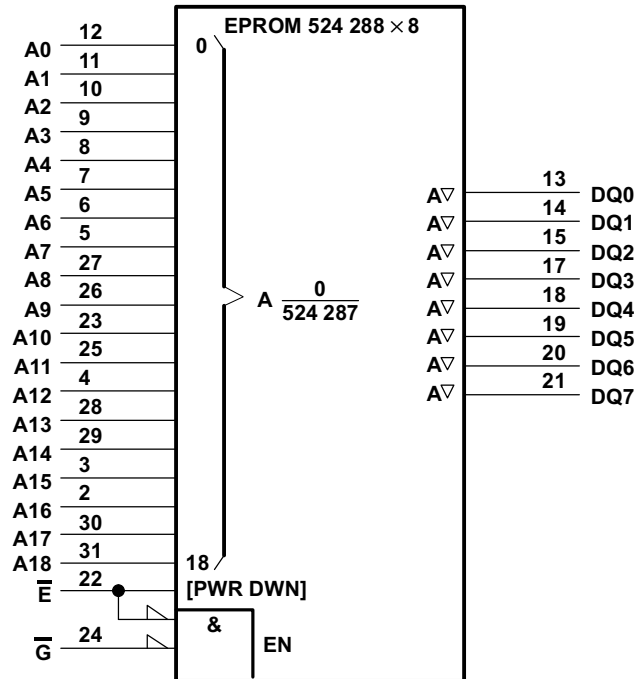 EPROM 524 288 × 8
A0 12 0
A1 11
A2 10
A3 9
A4 8
A5 7
A6 6
A7 5
A8 27
A9 26
A10 23
A11 25
A12 4
A13 28
A14 29
A15 3
A16 2
A17 30
A18 31 18
E̅ 22 [PWR DWN]
&
G̅ 24 EN
A 0
524 287
A▽ 13 DQ0
A▽ 14 DQ1
A▽ 15 DQ2
A▽ 17 DQ3
A▽ 18 DQ4
A▽ 19 DQ5
A▽ 20 DQ6
A▽ 21 DQ7